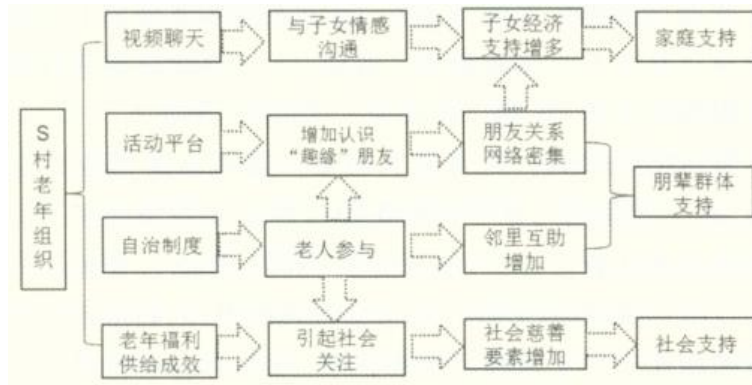 S
村
老
年
组
织
视频聊天
与子女情感
沟通
子女经济
支持增多
家庭支持
活动平台
增加认识
“趣缘”朋友
朋友关系
网络密集
朋辈群体
支持
自治制度
老人参与
邻里互助
增加
老年福利
供给成效
引起社会
关注
社会慈善
要素增加
社会支持